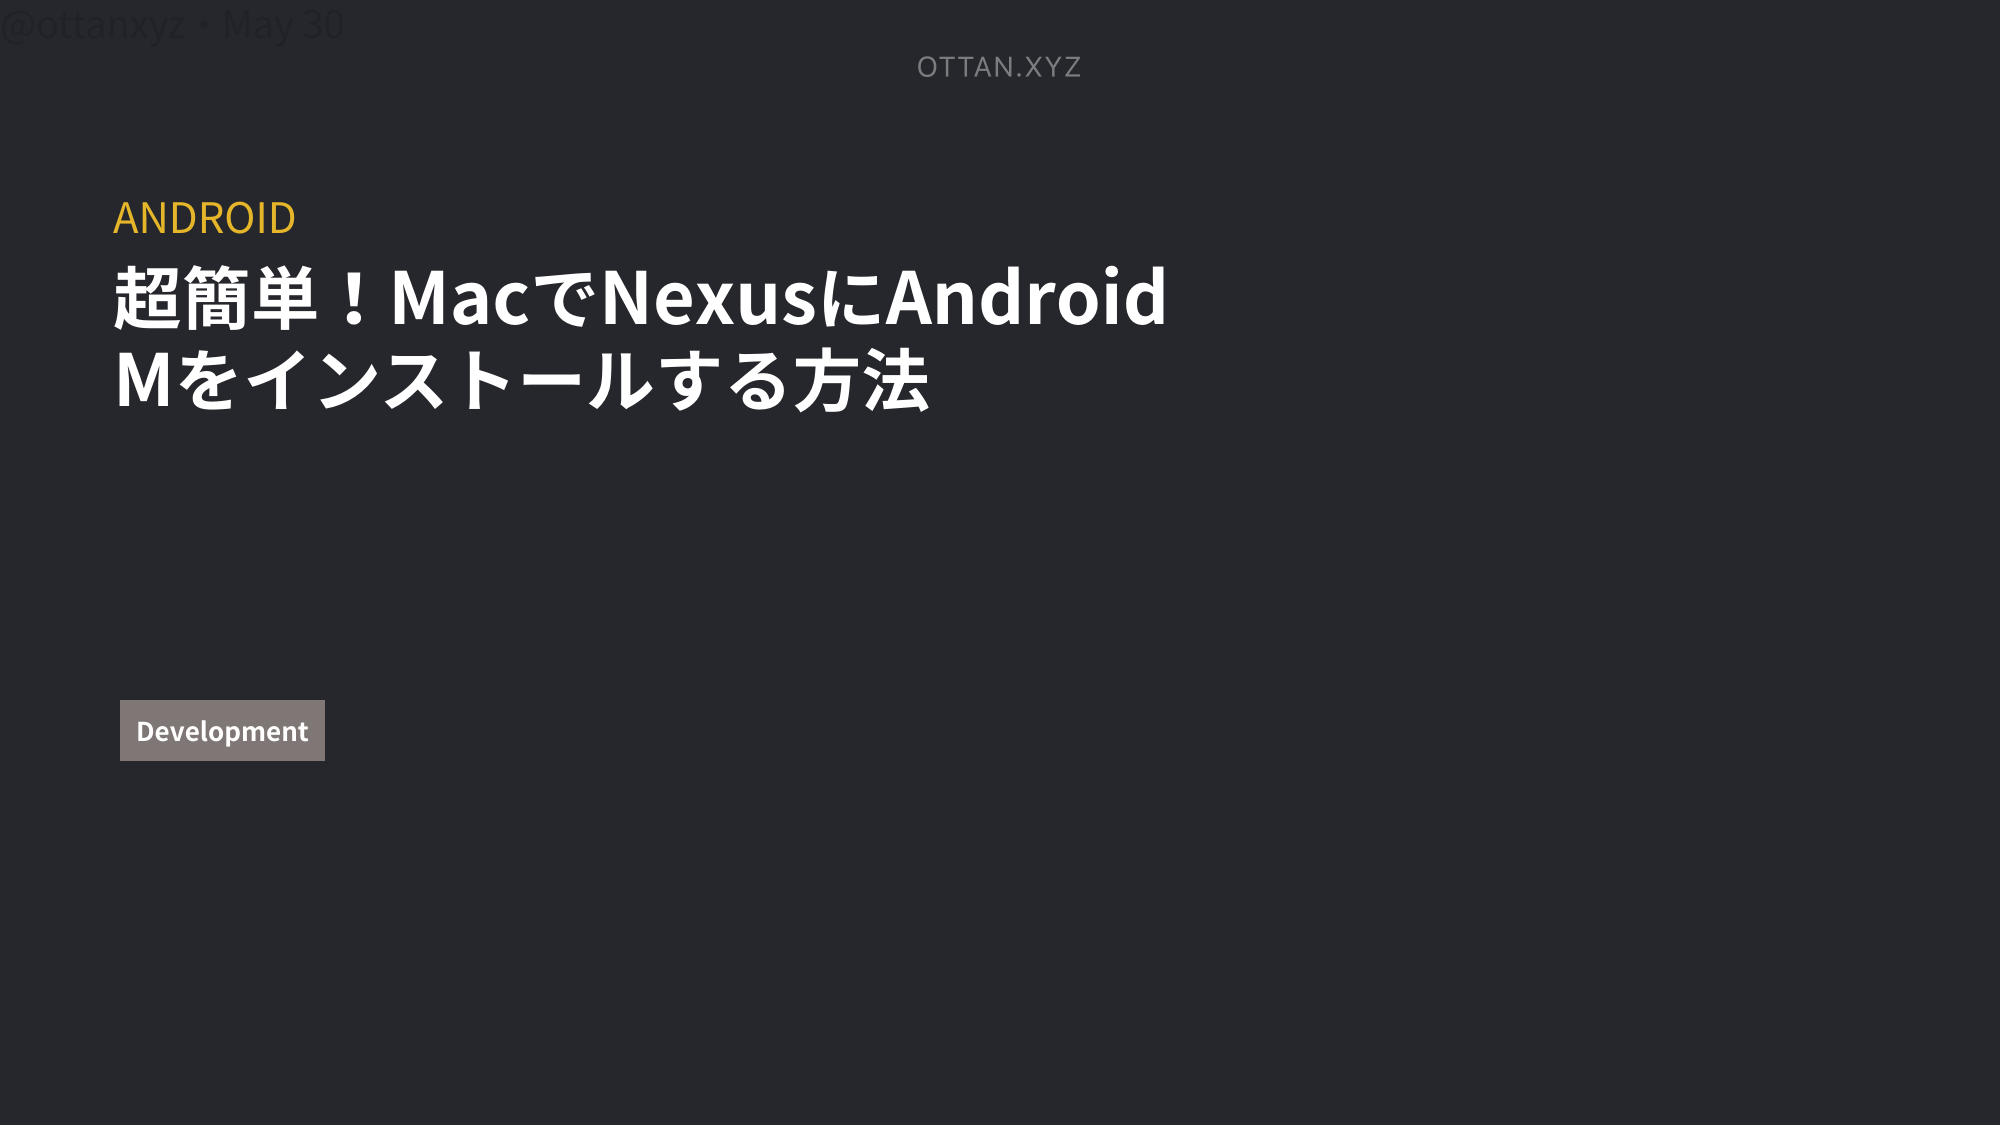 @ottanxyz・May 30
OTTAN.XYZ
ANDROID
超簡単！MacでNexusにAndroid
Mをインストールする方法
Development